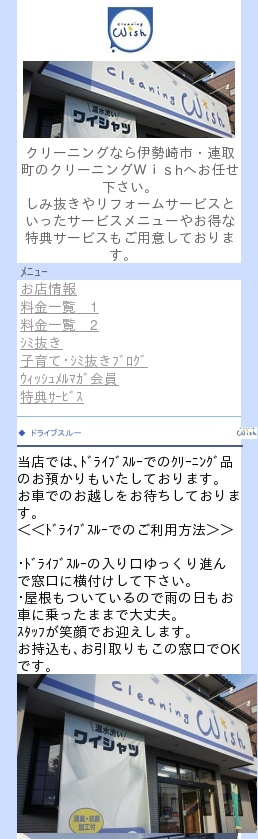 Cleaning
Wish
Cleaning Wish
温水洗い
ワイシャツ
クリーニングなら伊勢崎市・連取
町のクリーニングＷｉｓｈへお任せ
下さい。
しみ抜きやリフォームサービスと
いったサービスメニューやお得な
特典サービスもご用意しておりま
す。
ﾒﾆｭｰ
お店情報
料金一覧　1
料金一覧　2
ｼﾐ抜き
子育て･ｼﾐ抜きﾌﾞﾛｸﾞ
ｳｨｯｼｭﾒﾙﾏｶﾞ会員
特典ｻｰﾋﾞｽ
◆ ドライブスルー
Wish
当店では､ﾄﾞﾗｲﾌﾞｽﾙｰでのｸﾘｰﾆﾝｸﾞ品
のお預かりもいたしております。
お車でのお越しをお待ちしておりま
す。
＜＜ﾄﾞﾗｲﾌﾞｽﾙｰでのご利用方法＞＞
･ﾄﾞﾗｲﾌﾞｽﾙｰの入り口ゆっくり進ん
で窓口に横付けして下さい。
･屋根もついているので雨の日もお
車に乗ったままで大丈夫。
ｽﾀｯﾌが笑顔でお迎えします。
お持込も､お引取りもこの窓口でOK
です。
Cleaning Wish
温水洗い
ワイシャツ
消臭・抗菌
加工付